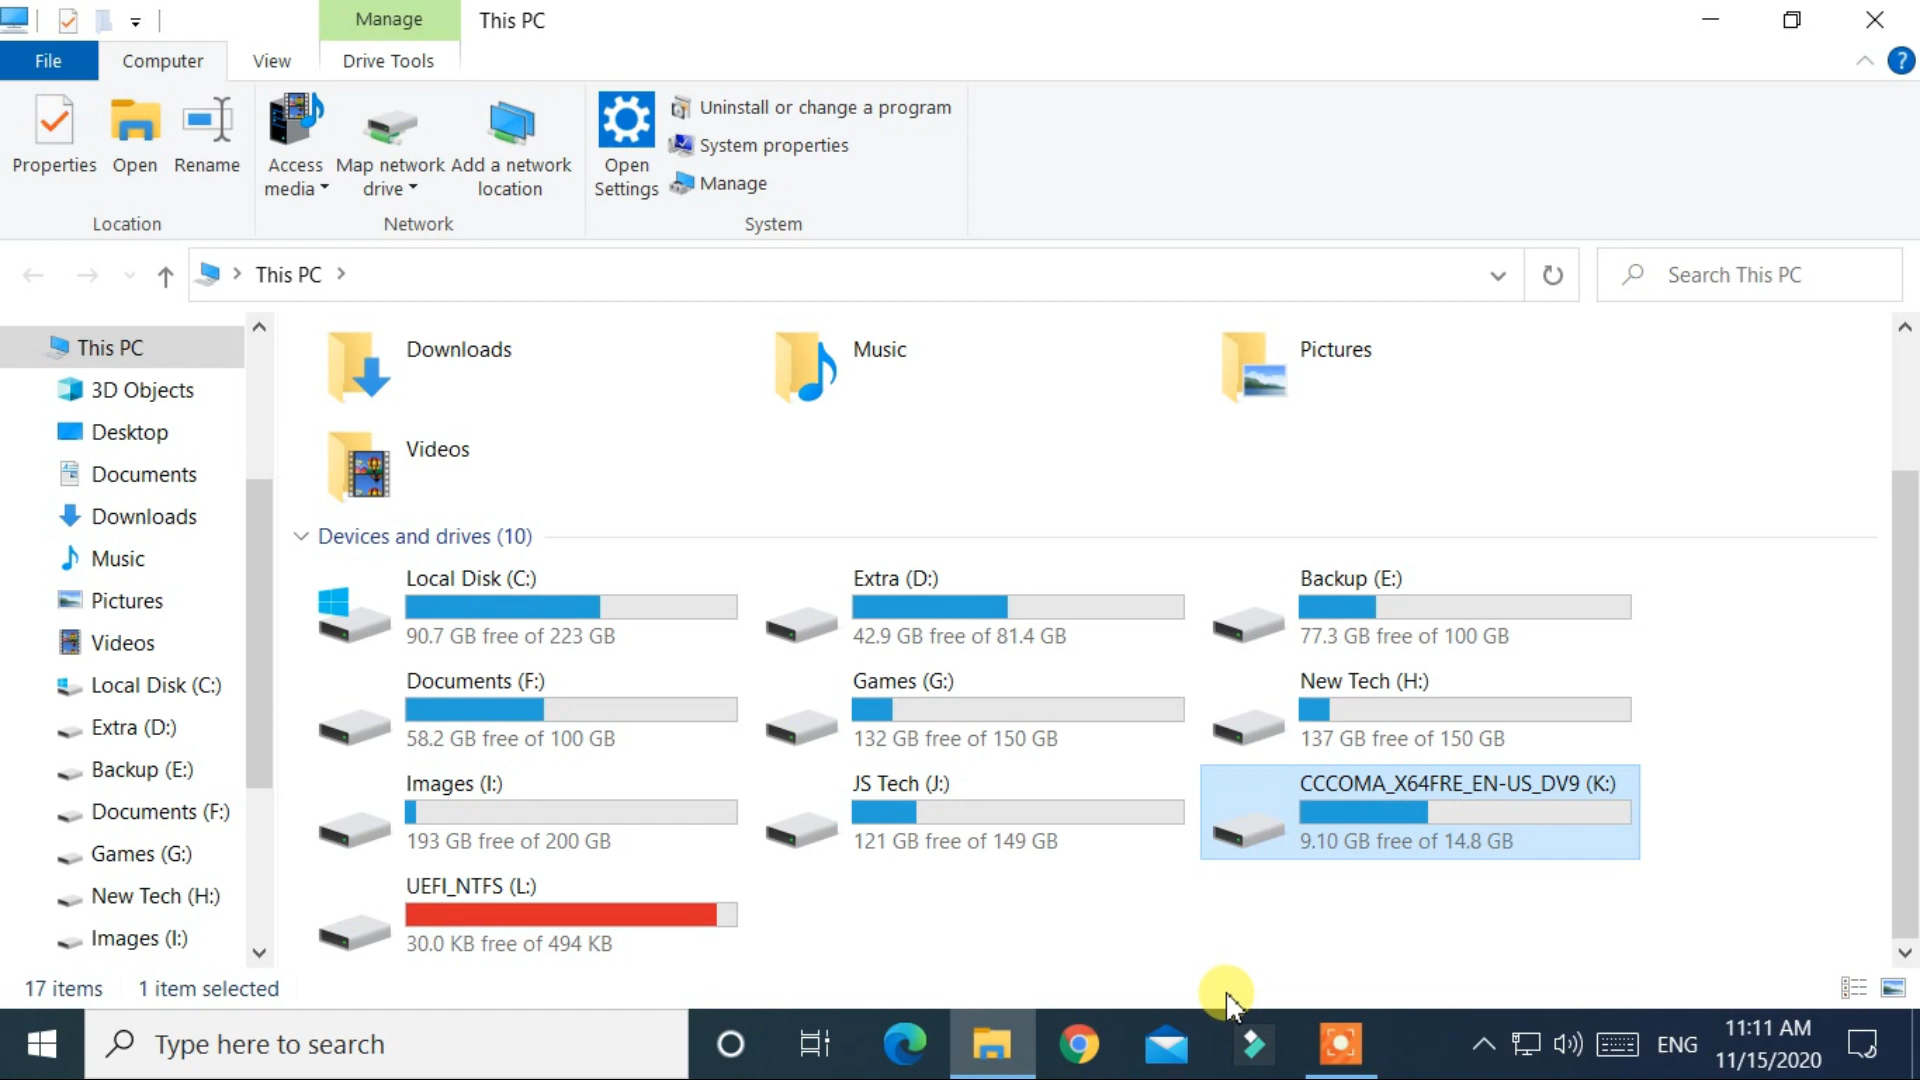 Manage
This PC
File
Computer
View
Drive Tools
Properties
Open
Rename
Access media
Map network drive
Add a network location
Open Settings
Uninstall or change a program
System properties
Manage
Location
Network
System
This PC
Search This PC
This PC
3D Objects
Desktop
Documents
Downloads
Music
Pictures
Videos
Local Disk (C:)
Extra (D:)
Backup (E:)
Documents (F:)
Games (G:)
New Tech (H:)
Images (I:)
Downloads
Music
Pictures
Videos
Devices and drives (10)
Local Disk (C:)
90.7 GB free of 223 GB
Extra (D:)
42.9 GB free of 81.4 GB
Backup (E:)
77.3 GB free of 100 GB
Documents (F:)
58.2 GB free of 100 GB
Games (G:)
132 GB free of 150 GB
New Tech (H:)
137 GB free of 150 GB
Images (I:)
193 GB free of 200 GB
JS Tech (J:)
121 GB free of 149 GB
CCCOMA_X64FRE_EN-US_DV9 (K:)
9.10 GB free of 14.8 GB
UEFI_NTFS (L:)
30.0 KB free of 494 KB
17 items
1 item selected
Type here to search
ENG
11:11 AM
11/15/2020